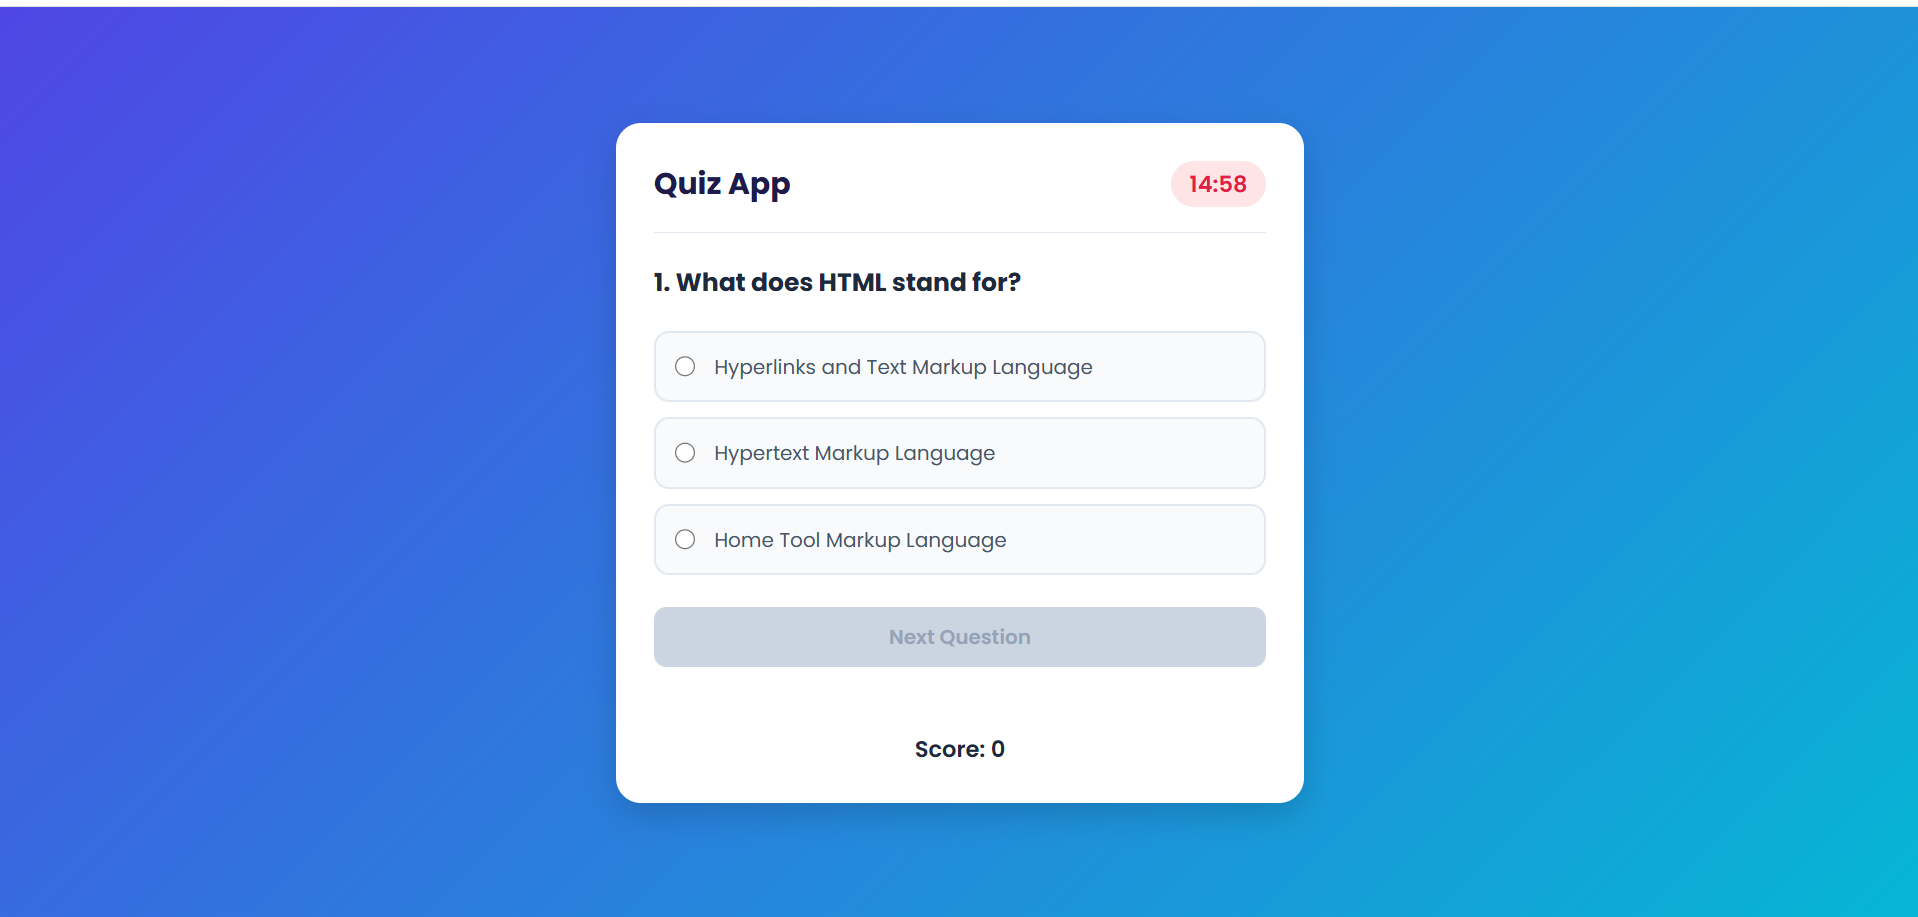 Quiz App
14:58
1. What does HTML stand for?
Hyperlinks and Text Markup Language
Hypertext Markup Language
Home Tool Markup Language
Next Question
Score: 0